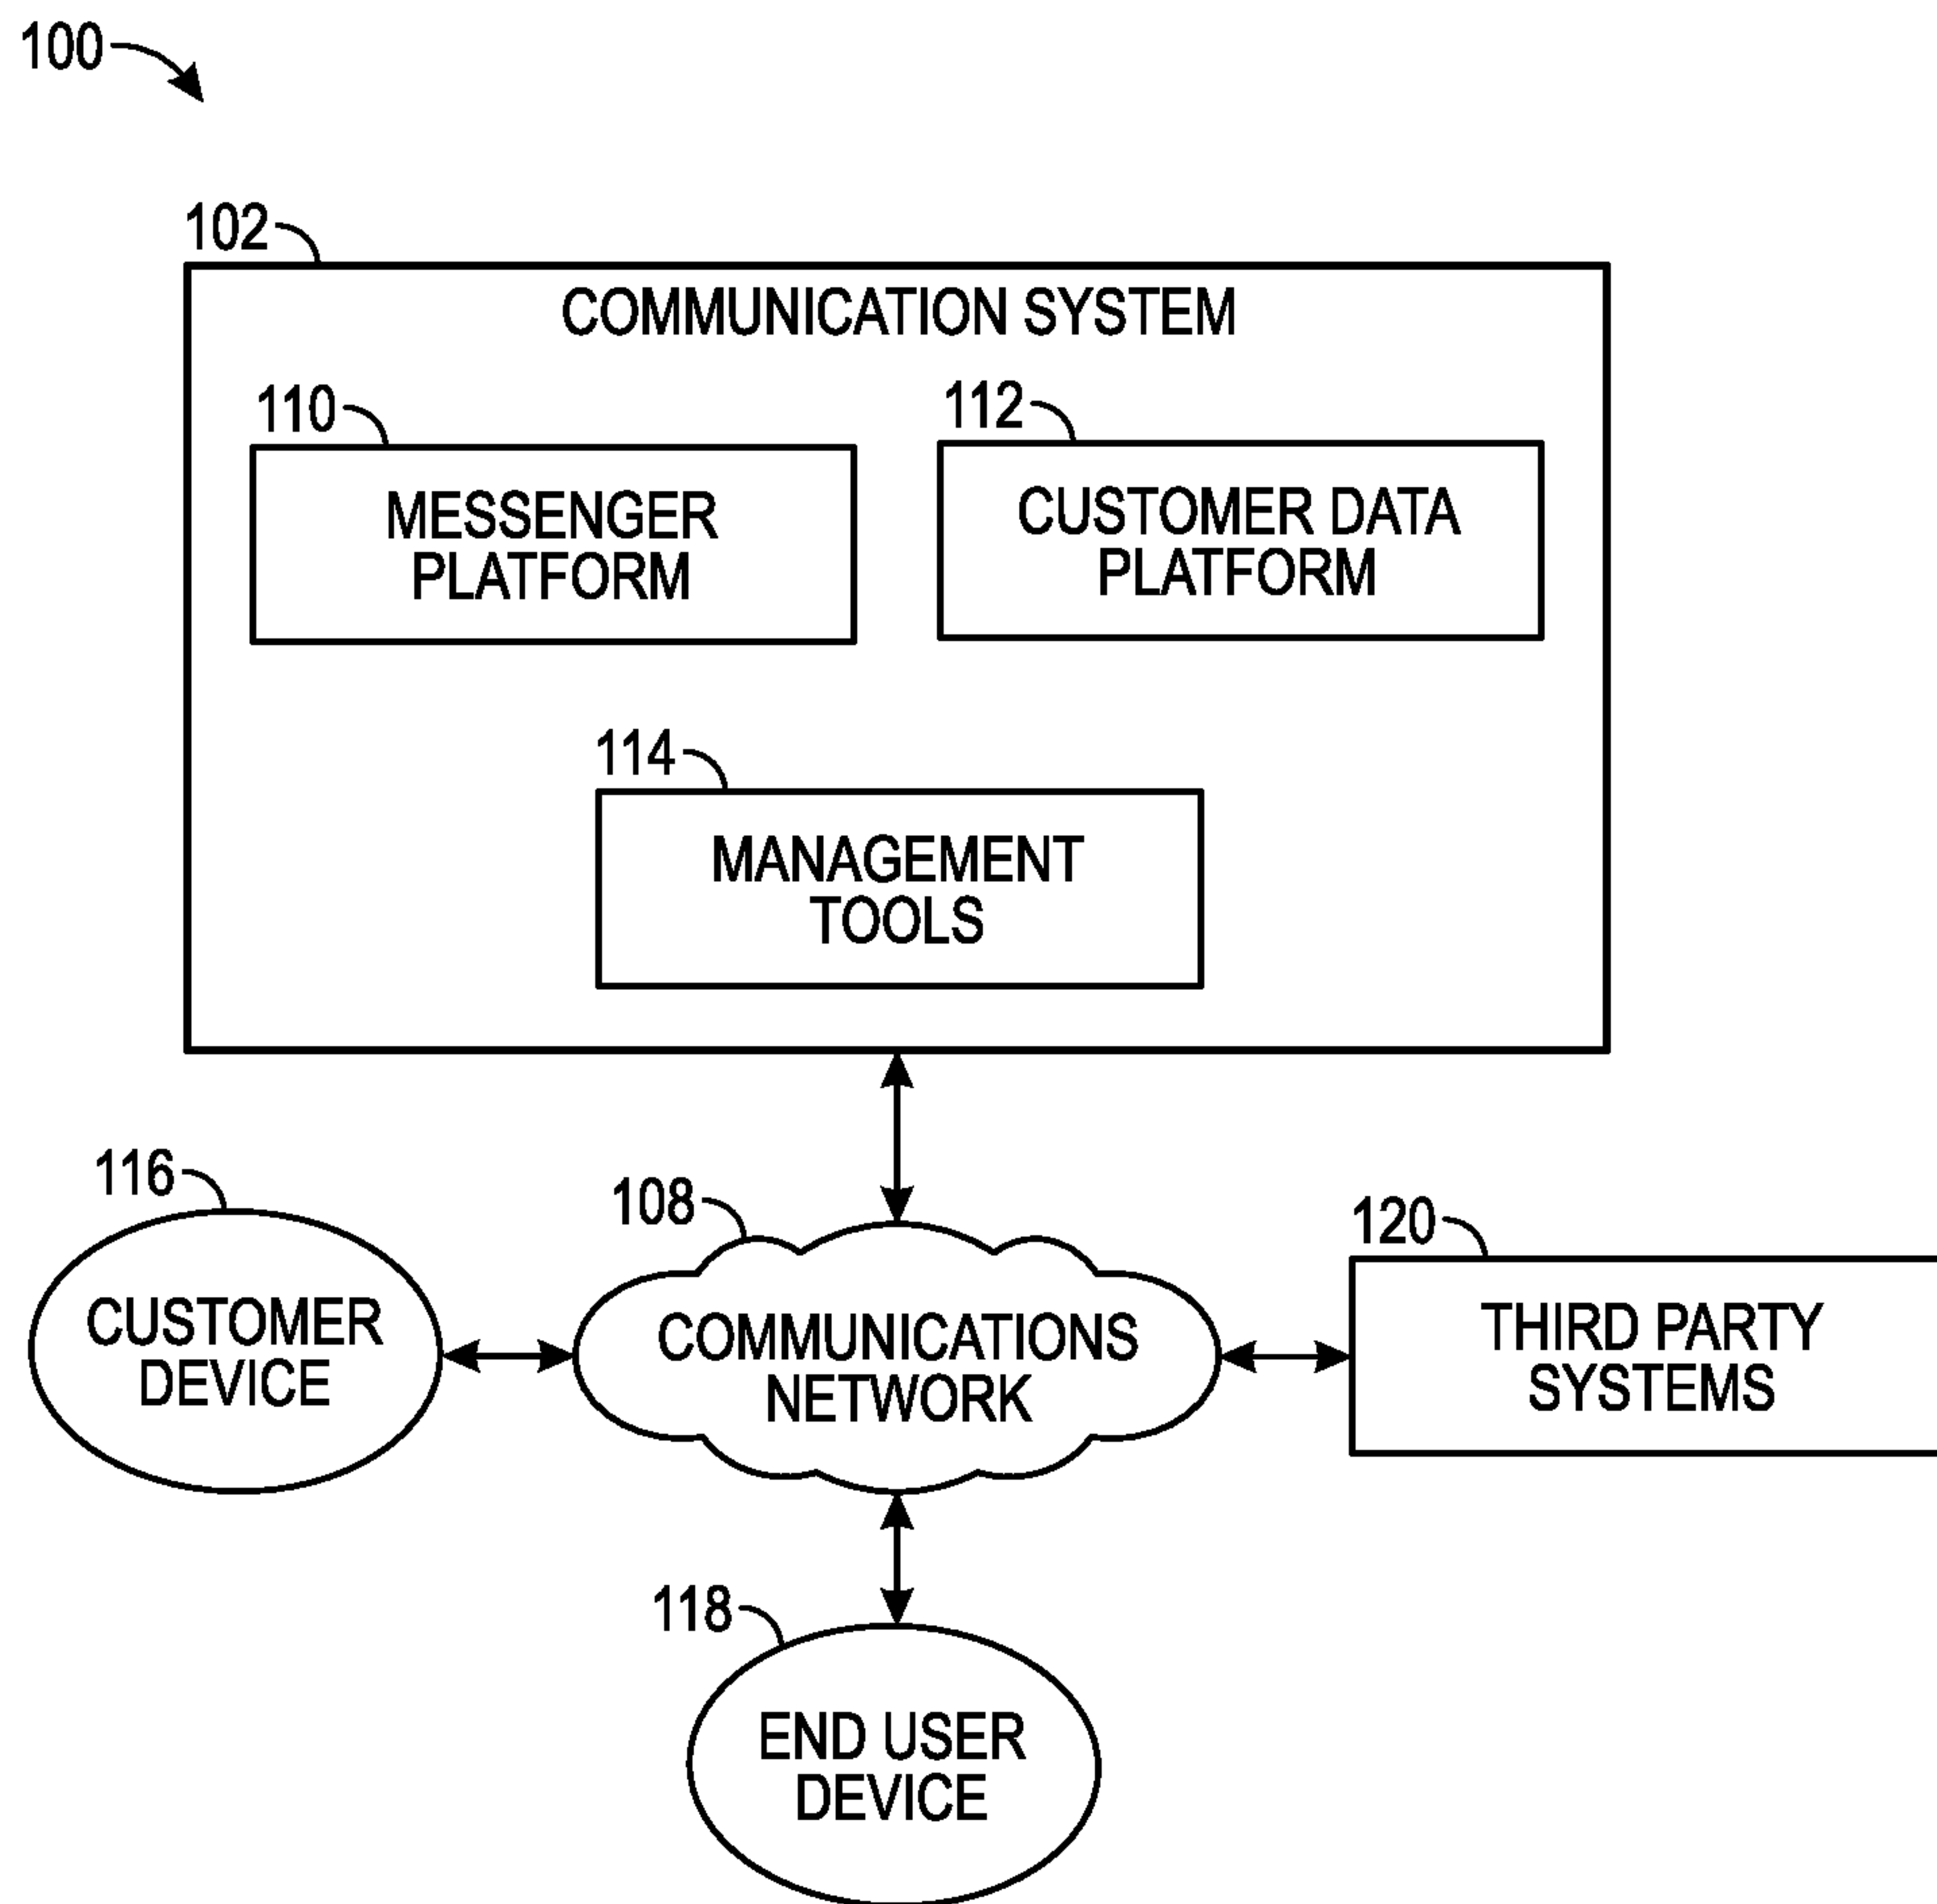 100
102
COMMUNICATION SYSTEM
110
MESSENGER
PLATFORM
112
CUSTOMER DATA
PLATFORM
114
MANAGEMENT
TOOLS
116
CUSTOMER
DEVICE
108
COMMUNICATIONS
NETWORK
120
THIRD PARTY
SYSTEMS
118
END USER
DEVICE